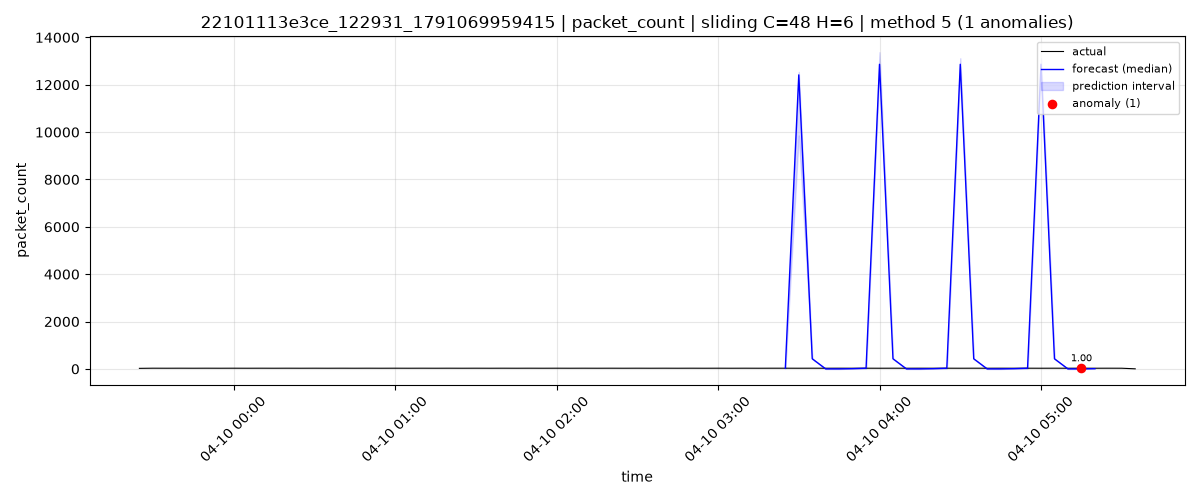 22101113e3ce_122931_1791069959415 | packet_count | sliding C=48 H=6 | method 5 (1 anomalies)
14000
12000
10000
8000
6000
4000
2000
0
packet_count
actual
forecast (median)
prediction interval
anomaly (1)
1.00
04-10 00:00
04-10 01:00
04-10 02:00
04-10 03:00
04-10 04:00
04-10 05:00
time